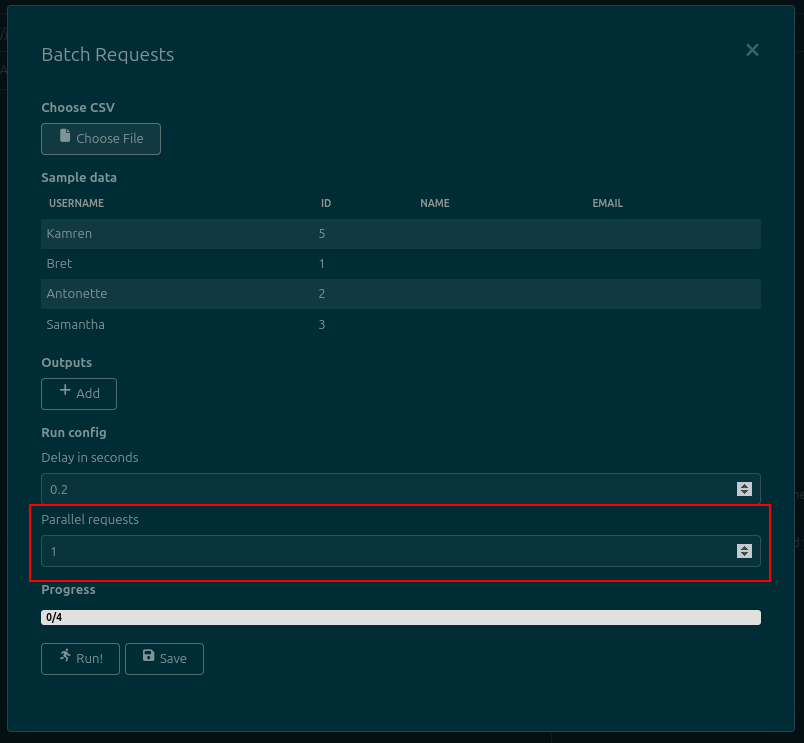 Batch Requests
Choose CSV
Choose File
Sample data
USERNAME ID NAME EMAIL
Kamren 5
Bret 1
Antonette 2
Samantha 3
Outputs
Add
Run config
Delay in seconds
0.2
Parallel requests
1
Progress
0/4
Run! Save